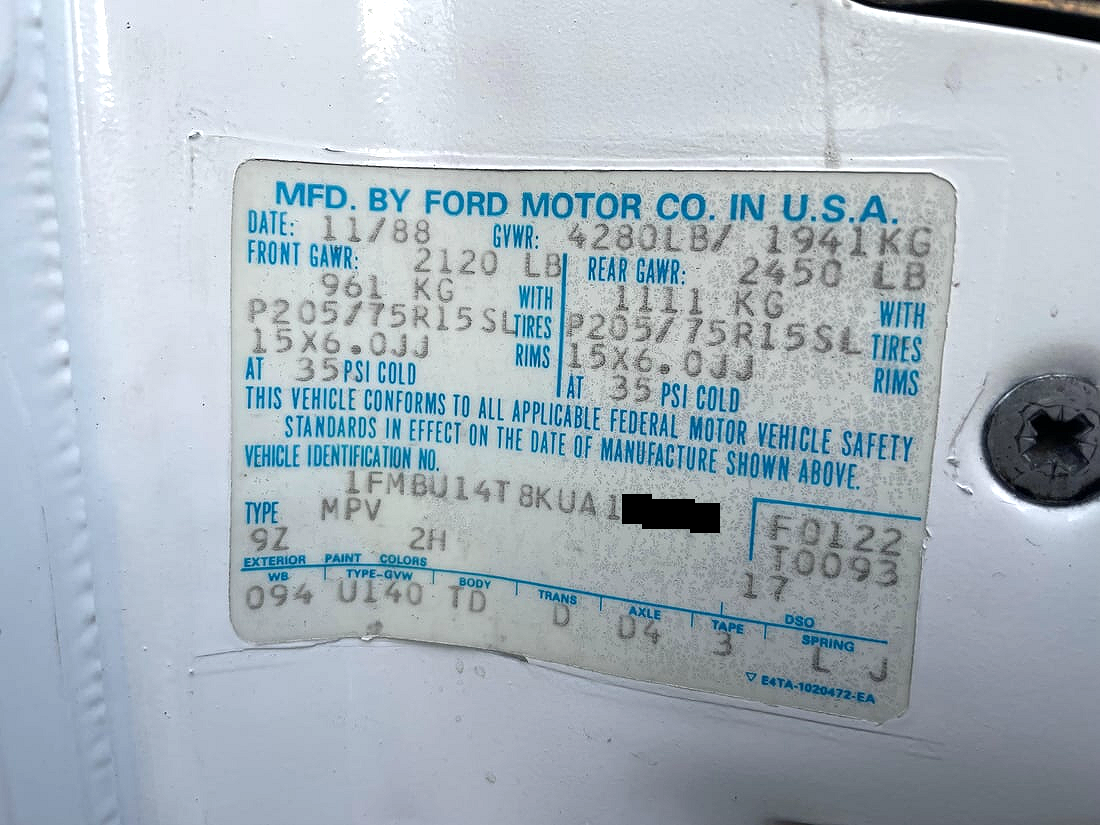 MFD. BY FORD MOTOR CO. IN U.S.A.
DATE: 11/88 GVWR: 4280LB/ 1941KG
FRONT GAWR: 2120 LB REAR GAWR: 2450 LB
961 KG WITH 1111 KG WITH
P205/75R15SL TIRES P205/75R15SL TIRES
15X6.0JJ RIMS 15X6.0JJ RIMS
AT 35 PSI COLD AT 35 PSI COLD
THIS VEHICLE CONFORMS TO ALL APPLICABLE FEDERAL MOTOR VEHICLE SAFETY
STANDARDS IN EFFECT ON THE DATE OF MANUFACTURE SHOWN ABOVE.
VEHICLE IDENTIFICATION NO.
1FMBU14T8KUA1
TYPE MPV F0122
9Z 2H T0093
EXTERIOR PAINT COLORS 17
WB TYPE-GVW BODY TRANS AXLE TAPE DSO SPRING
094 U140 TD D D4 3 L J
E4TA-1020472-EA